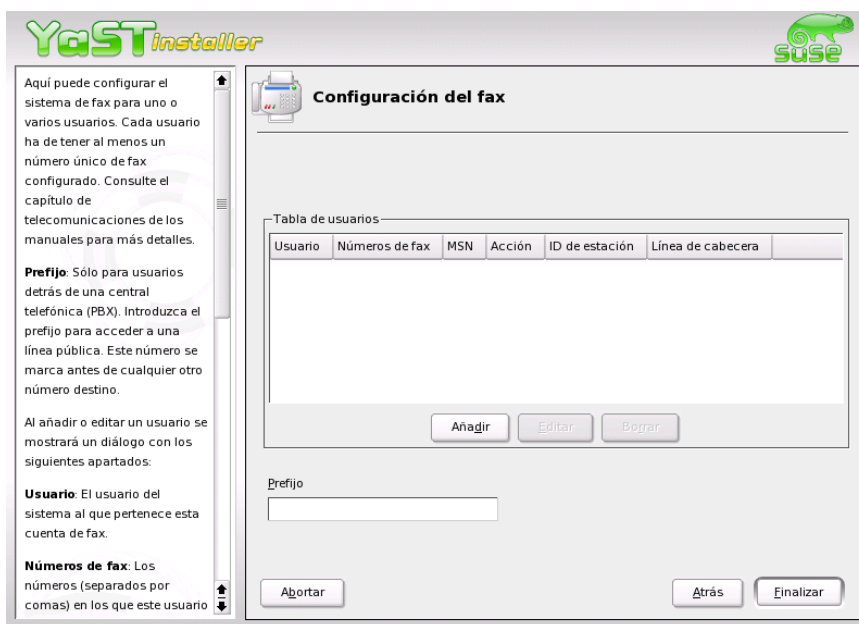 YaST installer
SUSE
Aquí puede configurar el
sistema de fax para uno o
varios usuarios. Cada usuario
ha de tener al menos un
número único de fax
configurado. Consulte el
capítulo de
telecomunicaciones de los
manuales para más detalles.
Prefijo: Sólo para usuarios
detrás de una central
telefónica (PBX). Introduzca el
prefijo para acceder a una
línea pública. Este número se
marca antes de cualquier otro
número destino.
Al añadir o editar un usuario se
mostrará un diálogo con los
siguientes apartados:
Usuario: El usuario del
sistema al que pertenece esta
cuenta de fax.
Números de fax: Los
números (separados por
comas) en los que este usuario
Configuración del fax
Tabla de usuarios
Usuario Números de fax MSN Acción ID de estación Línea de cabecera
Añadir Editar Borrar
Prefijo
Abortar Atrás Finalizar